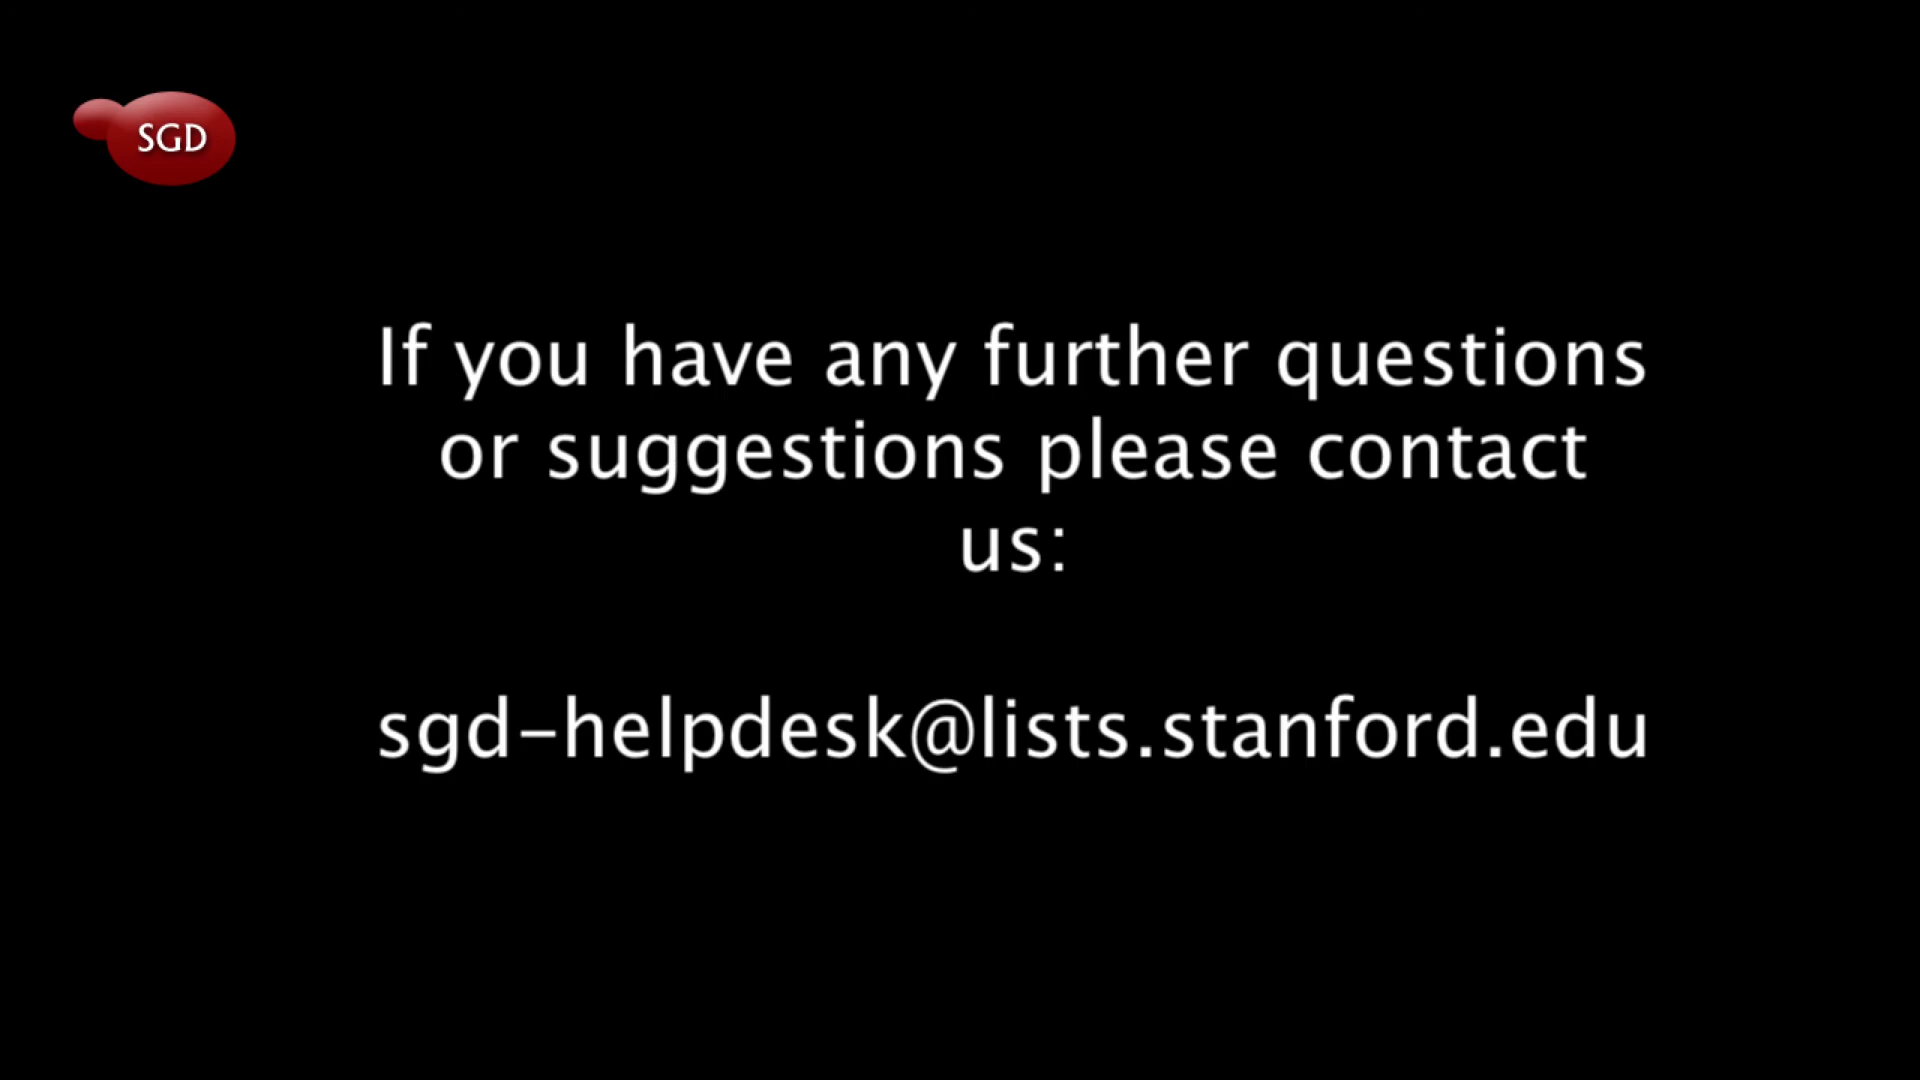 SGD
If you have any further questions
or suggestions please contact
us:
sgd-helpdesk@lists.stanford.edu